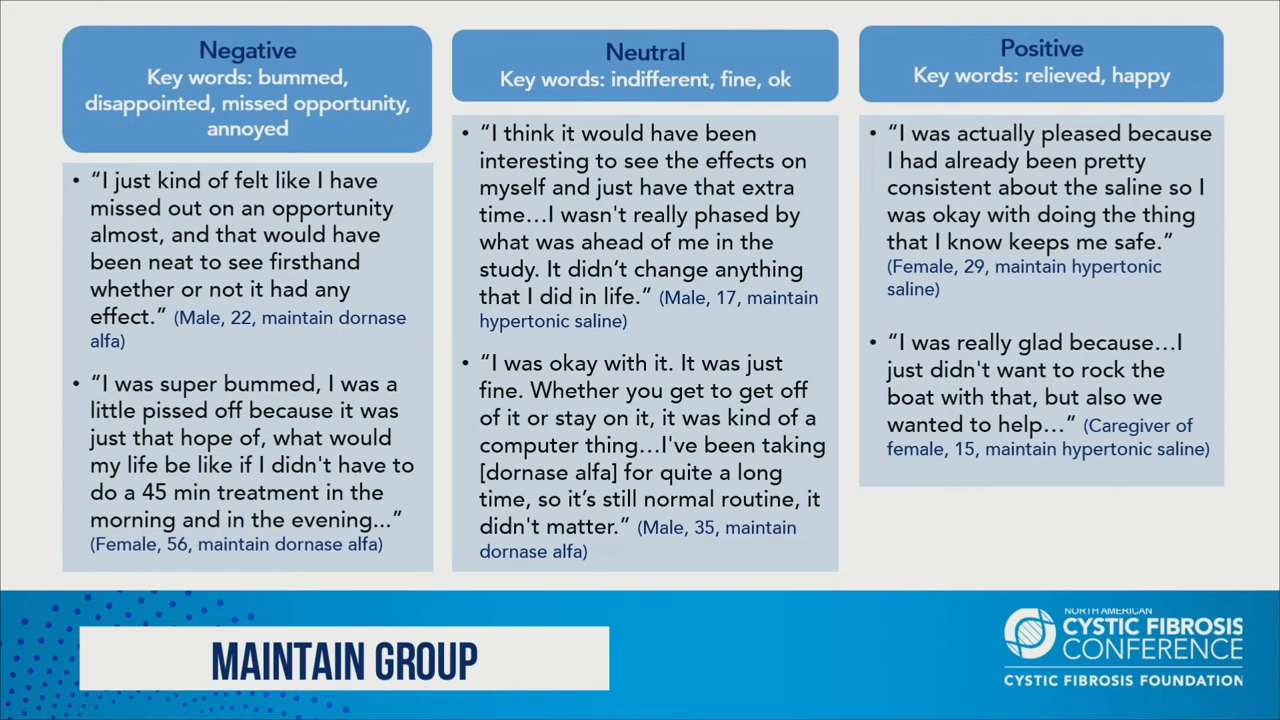 Negative
Key words: bummed,
disappointed, missed opportunity,
annoyed
• “I just kind of felt like I have
missed out on an opportunity
almost, and that would have
been neat to see firsthand
whether or not it had any
effect.” (Male, 22, maintain dornase
alfa)
• “I was super bummed, I was a
little pissed off because it was
just that hope of, what would
my life be like if I didn't have to
do a 45 min treatment in the
morning and in the evening...”
(Female, 56, maintain dornase alfa)
Neutral
Key words: indifferent, fine, ok
• “I think it would have been
interesting to see the effects on
myself and just have that extra
time…I wasn't really phased by
what was ahead of me in the
study. It didn’t change anything
that I did in life.” (Male, 17, maintain
hypertonic saline)
• “I was okay with it. It was just
fine. Whether you get to get off
of it or stay on it, it was kind of a
computer thing…I've been taking
[dornase alfa] for quite a long
time, so it’s still normal routine, it
didn't matter.” (Male, 35, maintain
dornase alfa)
Positive
Key words: relieved, happy
• “I was actually pleased because
I had already been pretty
consistent about the saline so I
was okay with doing the thing
that I know keeps me safe.”
(Female, 29, maintain hypertonic
saline)
• “I was really glad because…I
just didn't want to rock the
boat with that, but also we
wanted to help…” (Caregiver of
female, 15, maintain hypertonic saline)
MAINTAIN GROUP
NORTH AMERICAN
CYSTIC FIBROSIS
CONFERENCE
CYSTIC FIBROSIS FOUNDATION